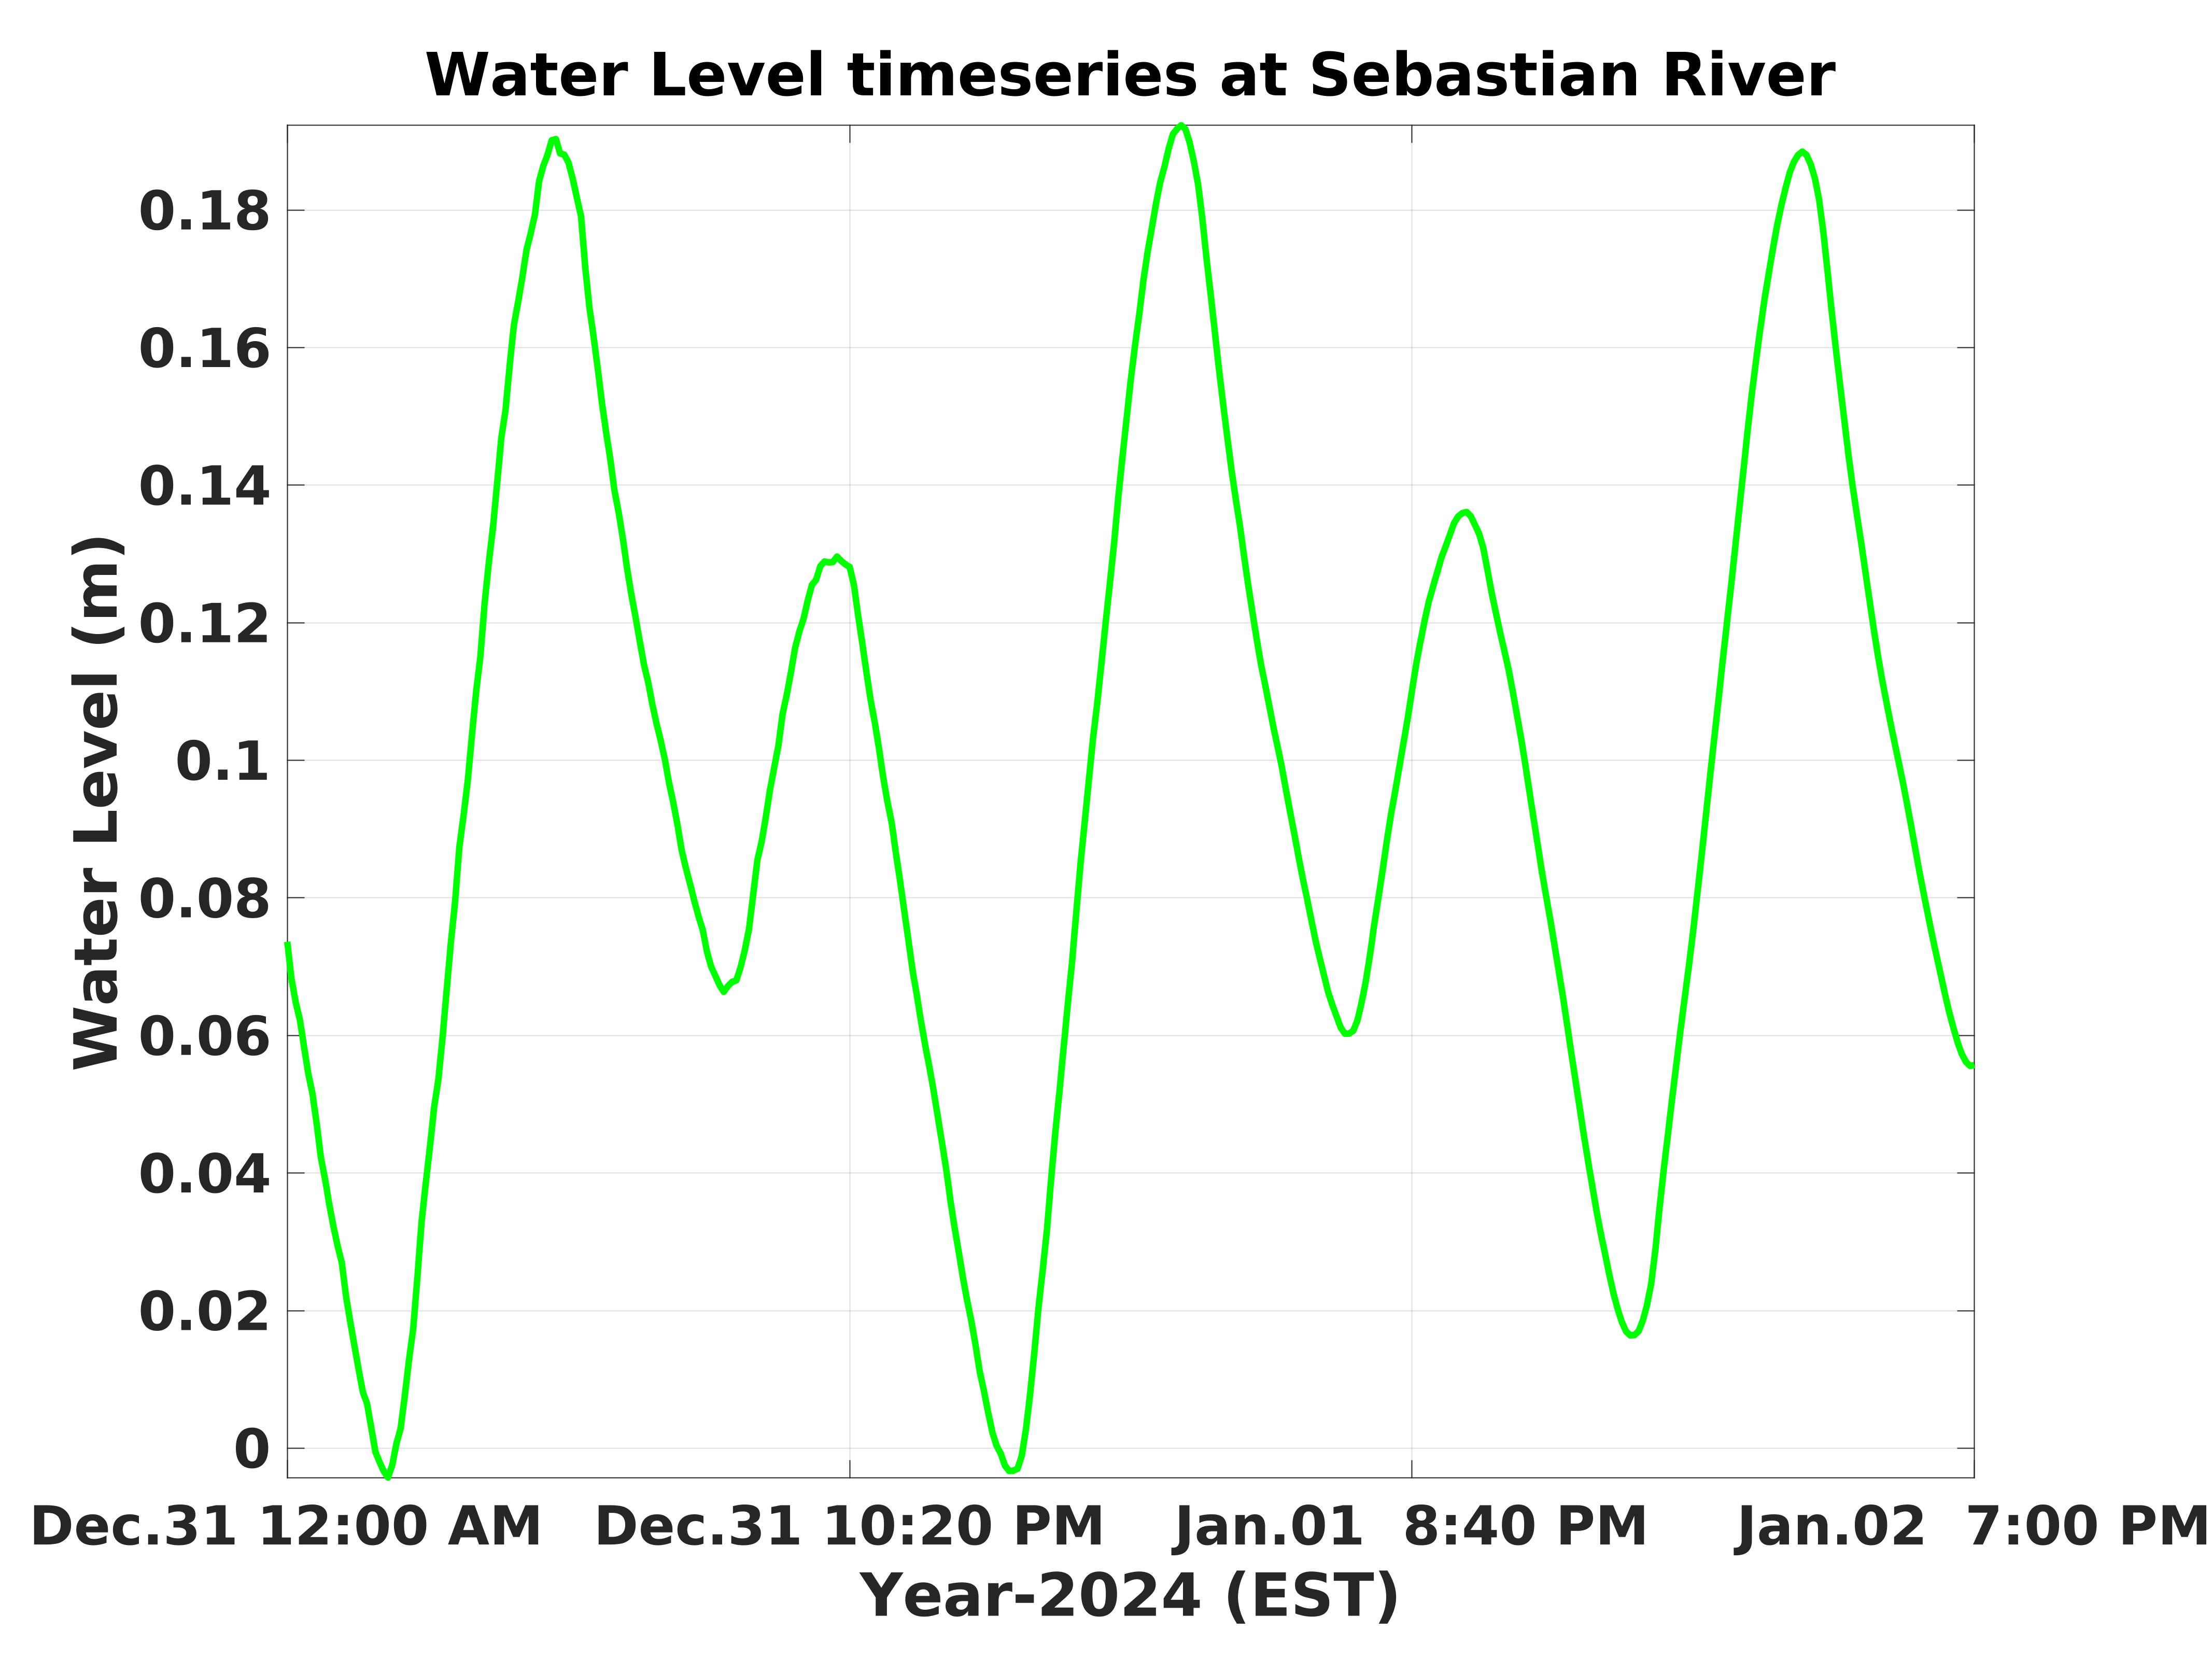 Water Level timeseries at Sebastian River
Water Level (m)
0.18
0.16
0.14
0.12
0.1
0.08
0.06
0.04
0.02
0
Dec.31 12:00 AM Dec.31 10:20 PM Jan.01 8:40 PM Jan.02 7:00 PM
Year-2024 (EST)